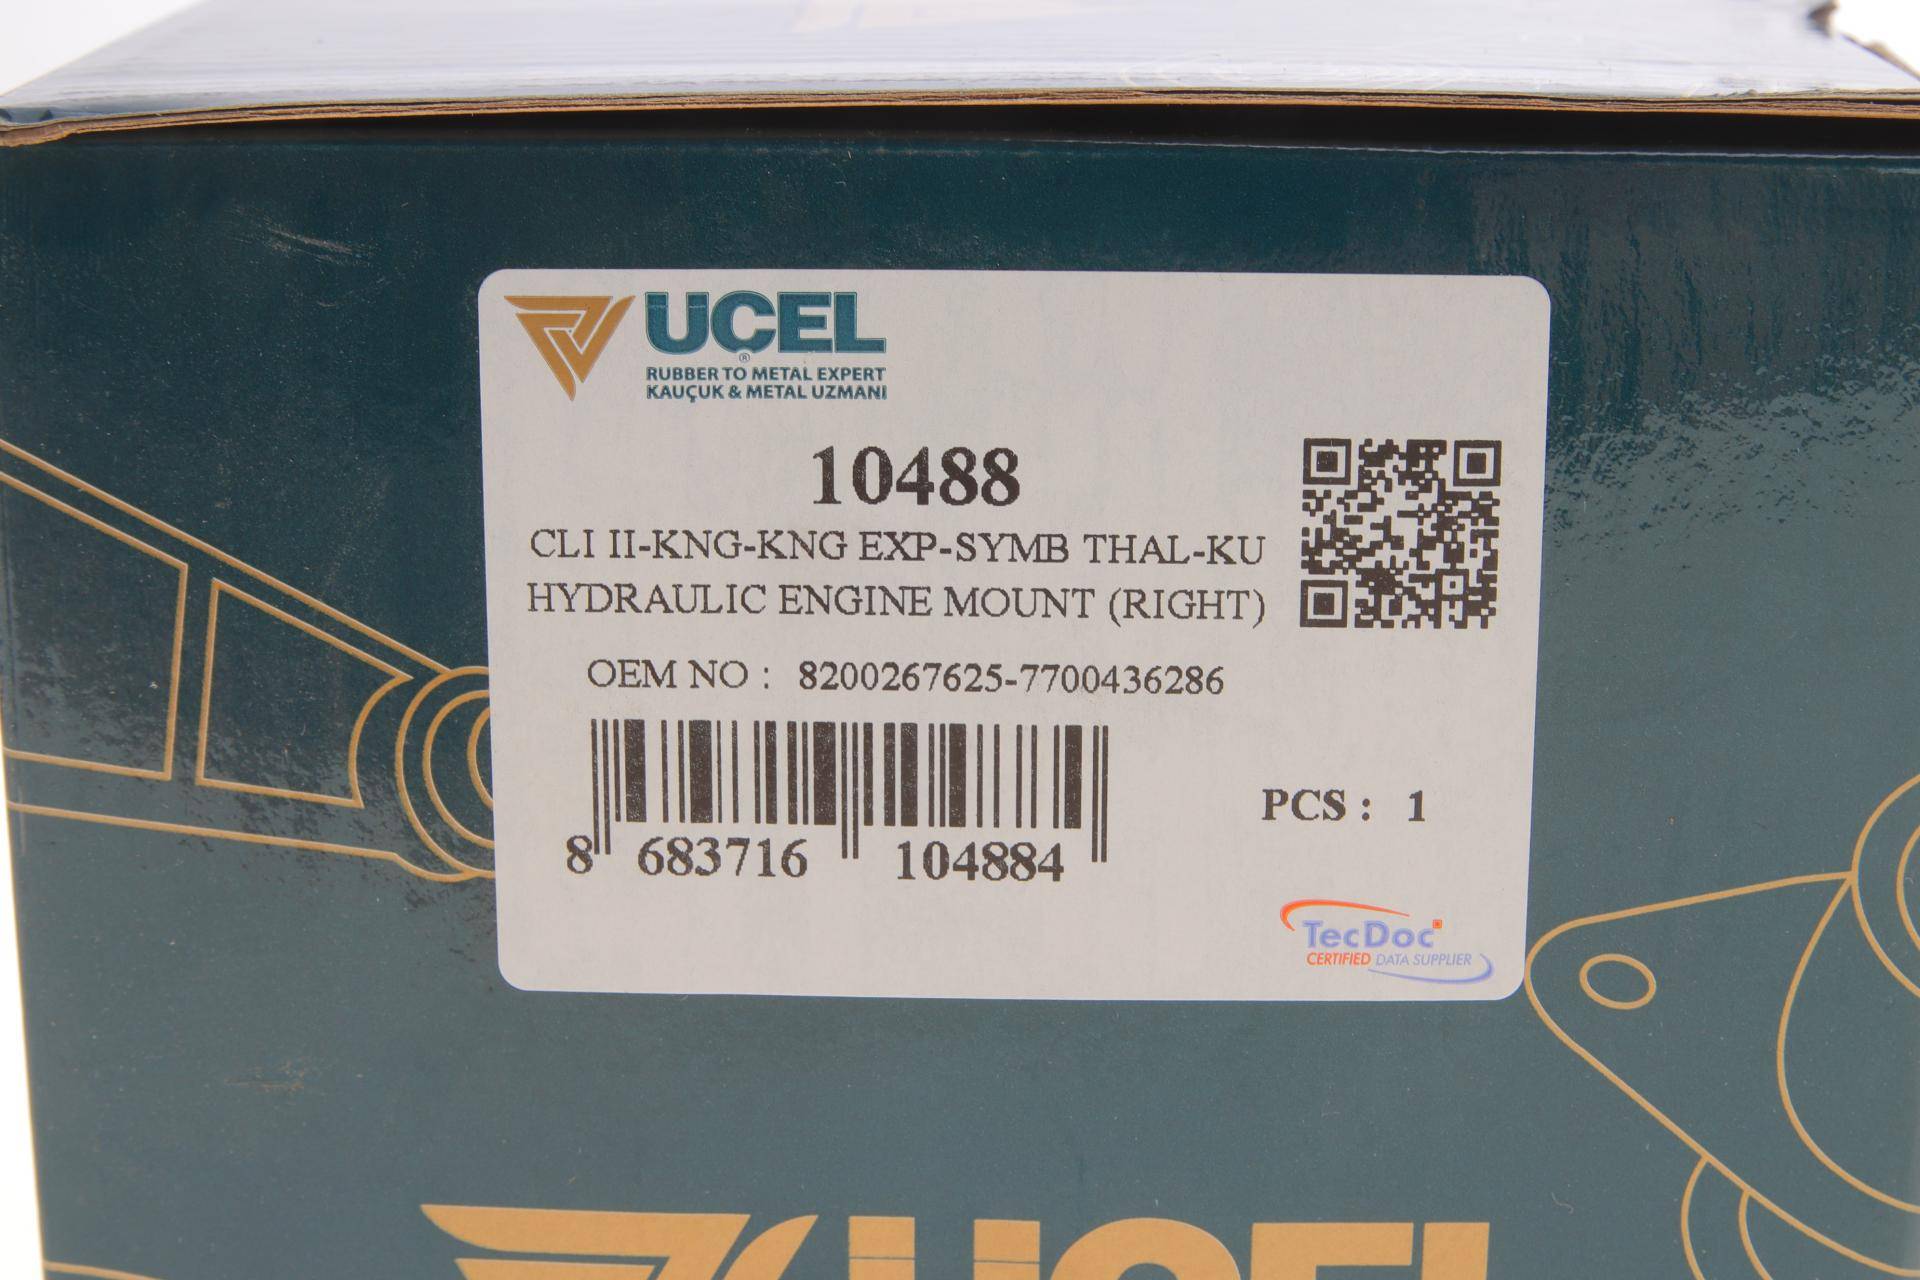 UÇEL
®
RUBBER TO METAL EXPERT
KAUÇUK & METAL UZMANI
10488
CLI II-KNG-KNG EXP-SYMB THAL-KU
HYDRAULIC ENGINE MOUNT (RIGHT)
OEM NO : 8200267625-7700436286
8 683716 104884
PCS : 1
TecDoc
CERTIFIED DATA SUPPLIER
UCEL